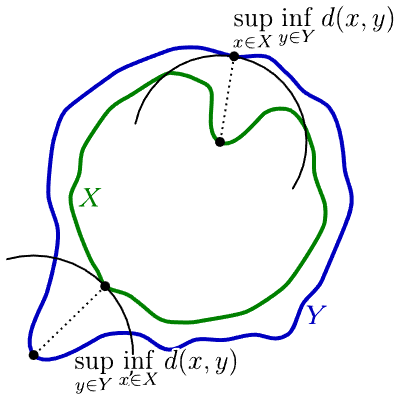 sup inf d(x, y)
x∈X y∈Y
X
Y
sup inf d(x, y)
y∈Y x∈X